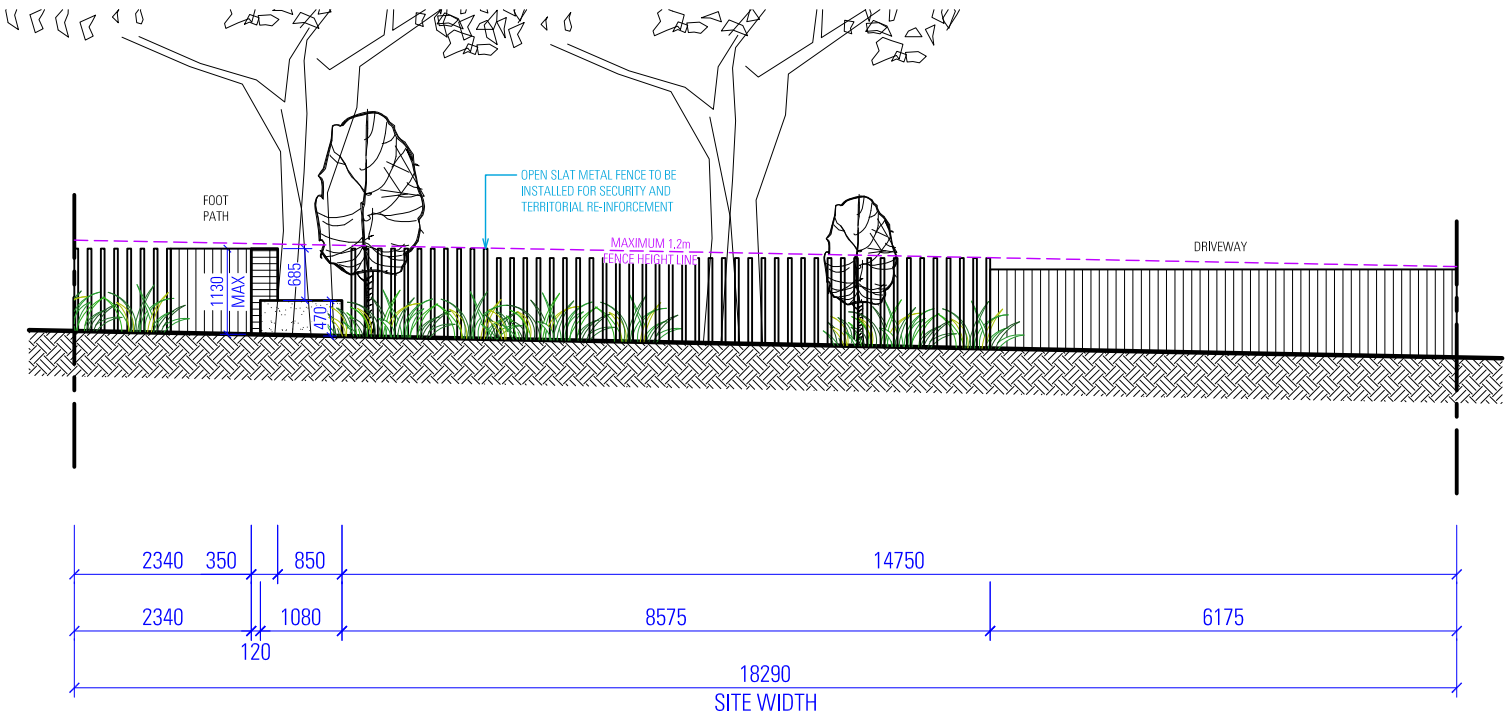 OPEN SLAT METAL FENCE TO BE
INSTALLED FOR SECURITY AND
TERRITORIAL RE-INFORCEMENT
FOOT
PATH
MAXIMUM 1.2m
FENCE HEIGHT LINE
DRIVEWAY
1130
MAX
685
470
2340
350
850
14750
2340
1080
8575
6175
120
18290
SITE WIDTH